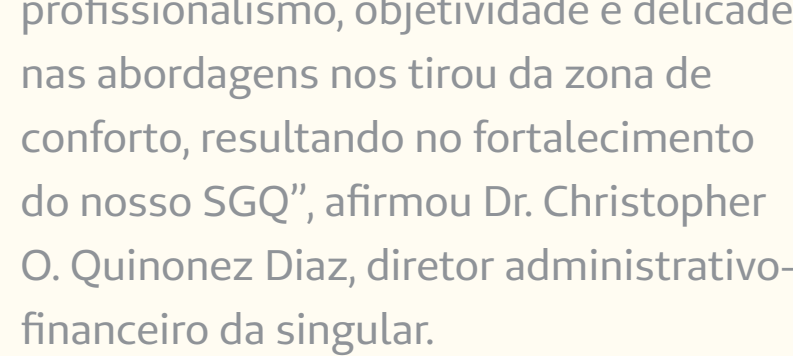 profissionalismo, objetividade e delicade
nas abordagens nos tirou da zona de
conforto, resultando no fortalecimento
do nosso SGQ”, afirmou Dr. Christopher
O. Quinonez Diaz, diretor administrativo-
financeiro da singular.